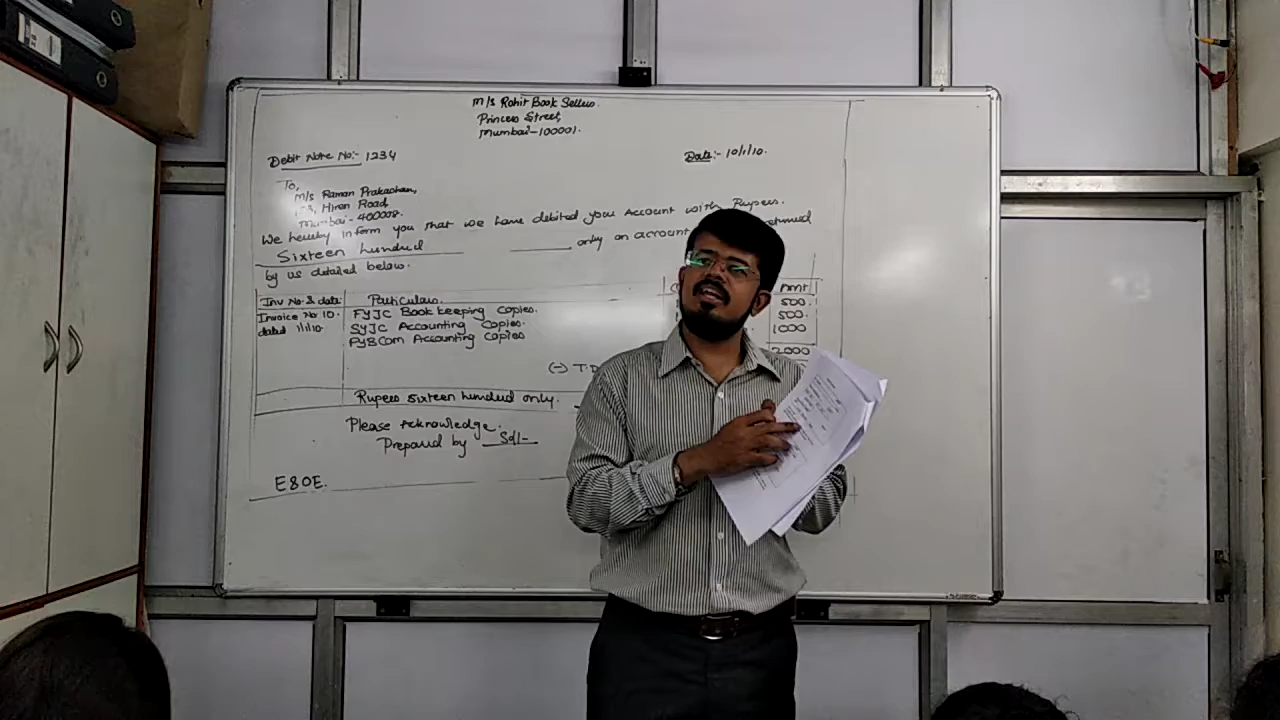 M/s Rohit Book Sellers.
Princess Street,
Mumbai-100001.
Debit Note No:- 1234
Date:- 10/1/10.
To,
M/s Raman Prakashan,
Hiren Road,
Mumbai- 400008.
We hereby inform you that we have debited your Account with Rupees.
Sixteen hundred ______ only on account
by us detailed below.
Inv No & date Particulars. Amt
Invoice No 10. FYJC Book keeping Copies. 500.
dated 1/1/10. SYJC Accounting Copies. 500.
FYBCom Accounting Copies 1000
2000
(-) T.D
Rupees sixteen hundred only.
Please Acknowledge.
Prepared by Sd/-
E&OE.